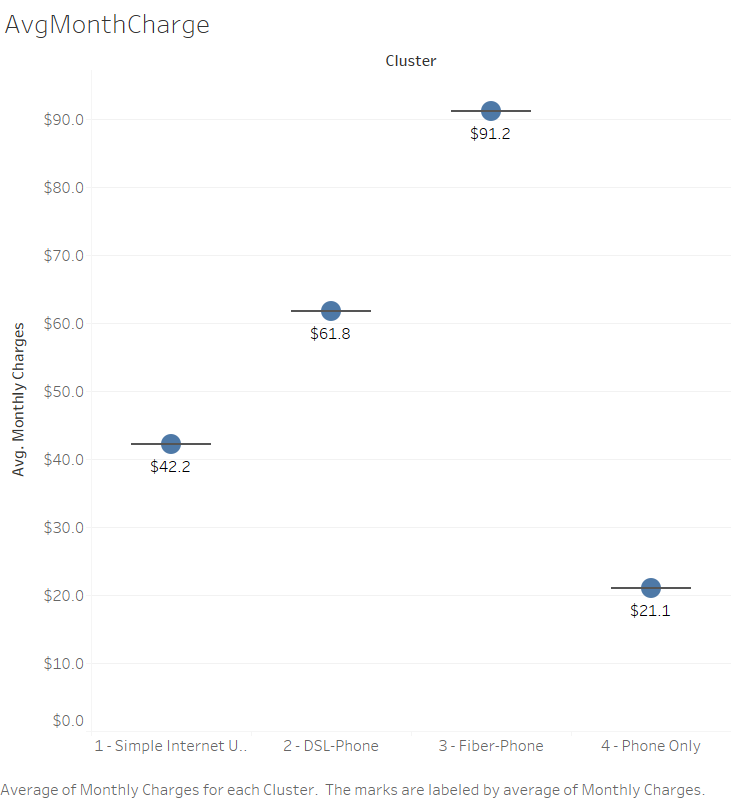 AvgMonthCharge
Cluster
Avg. Monthly Charges
$90.0
$80.0
$70.0
$60.0
$50.0
$40.0
$30.0
$20.0
$10.0
$0.0
$91.2
$61.8
$42.2
$21.1
1 - Simple Internet U.. 2 - DSL-Phone 3 - Fiber-Phone 4 - Phone Only
Average of Monthly Charges for each Cluster. The marks are labeled by average of Monthly Charges.